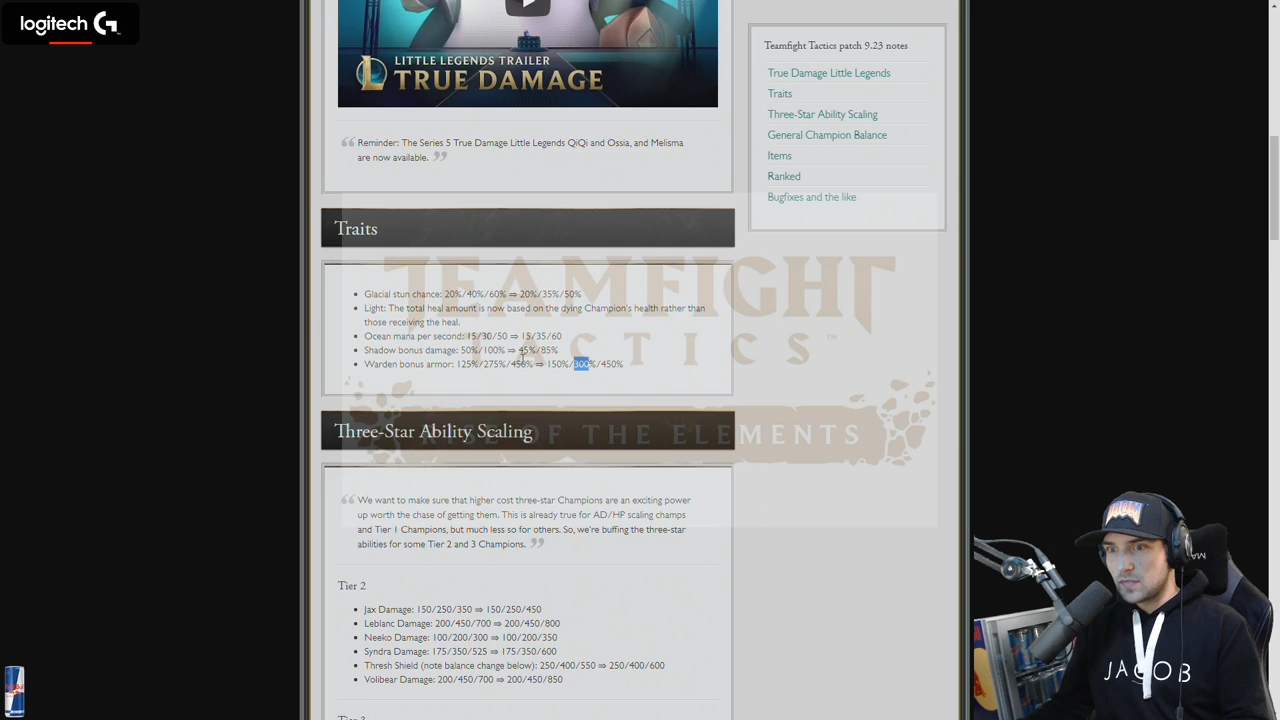 logitech G
LITTLE LEGENDS TRAILER
TRUE DAMAGE
Reminder: The Series 5 True Damage Little Legends QiQi and Ossia, and Melisma
are now available.
Teamfight Tactics patch 9.23 notes
True Damage Little Legends
Traits
Three-Star Ability Scaling
General Champion Balance
Items
Ranked
Bugfixes and the like
Traits
Glacial stun chance: 20%/40%/60% ⇒ 20%/35%/50%
Light: The total heal amount is now based on the dying Champion's health rather than
those receiving the heal.
Ocean mana per second: 15/30/50 ⇒ 15/35/60
Shadow bonus damage: 50%/100% ⇒ 45%/85%
Warden bonus armor: 125%/275%/450% ⇒ 150%/300%/450%
TEAMFIGHT
TACTICS™
RISE OF THE ELEMENTS
Three-Star Ability Scaling
We want to make sure that higher cost three-star Champions are an exciting power
up worth the chase of getting them. This is already true for AD/HP scaling champs
and Tier 1 Champions, but much less so for others. So, we're buffing the three-star
abilities for some Tier 2 and 3 Champions.
Tier 2
Jax Damage: 150/250/350 ⇒ 150/250/450
Leblanc Damage: 200/450/700 ⇒ 200/450/800
Neeko Damage: 100/200/300 ⇒ 100/200/350
Syndra Damage: 175/350/525 ⇒ 175/350/600
Thresh Shield (note balance change below): 250/400/550 ⇒ 250/400/600
Volibear Damage: 200/450/700 ⇒ 200/450/850
Tier 3
DOOM
JACOB